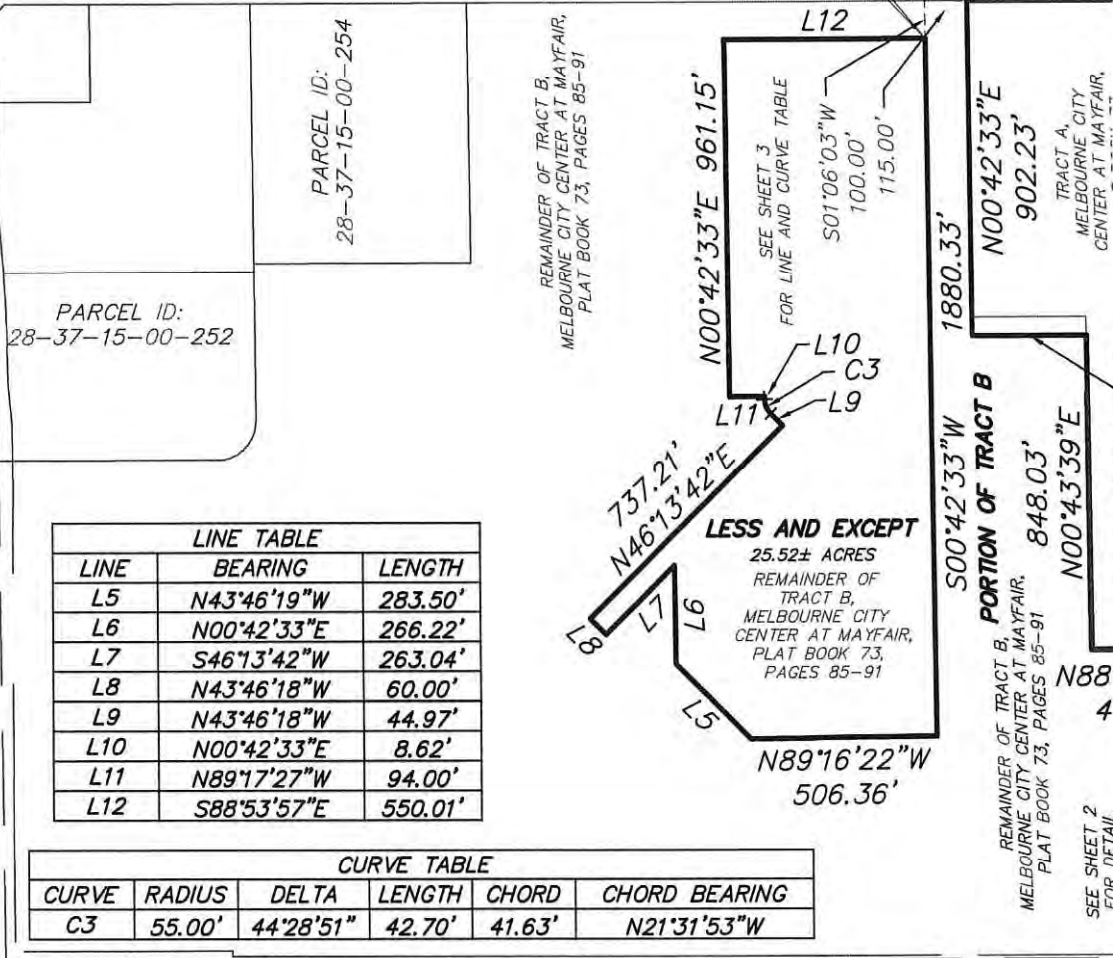 PARCEL ID:
28-37-15-00-254
PARCEL ID:
28-37-15-00-252
REMAINDER OF TRACT B,
MELBOURNE CITY CENTER AT MAYFAIR,
PLAT BOOK 73, PAGES 85-91
L12
N00°42'33"E 961.15'
SEE SHEET 3
FOR LINE AND CURVE TABLE
S01°06'03"W
100.00'
115.00'
1880.33'
S00°42'33"W
N00°42'33"E
902.23'
TRACT A,
MELBOURNE CITY
CENTER AT MAYFAIR,
L10
C3
L9
L11
737.21'
N46°13'42"E
LESS AND EXCEPT
25.52± ACRES
REMAINDER OF
TRACT B,
MELBOURNE CITY
CENTER AT MAYFAIR,
PLAT BOOK 73,
PAGES 85-91
L8
L7
L6
L5
N89°16'22"W
506.36'
PORTION OF TRACT B
REMAINDER OF TRACT B,
MELBOURNE CITY CENTER AT MAYFAIR,
PLAT BOOK 73, PAGES 85-91
848.03'
N00°43'39"E
N88
4
SEE SHEET 2
FOR DETAIL
LINE TABLE
LINE BEARING LENGTH
L5 N43°46'19"W 283.50'
L6 N00°42'33"E 266.22'
L7 S46°13'42"W 263.04'
L8 N43°46'18"W 60.00'
L9 N43°46'18"W 44.97'
L10 N00°42'33"E 8.62'
L11 N89°17'27"W 94.00'
L12 S88°53'57"E 550.01'
CURVE TABLE
CURVE RADIUS DELTA LENGTH CHORD CHORD BEARING
C3 55.00' 44°28'51" 42.70' 41.63' N21°31'53"W